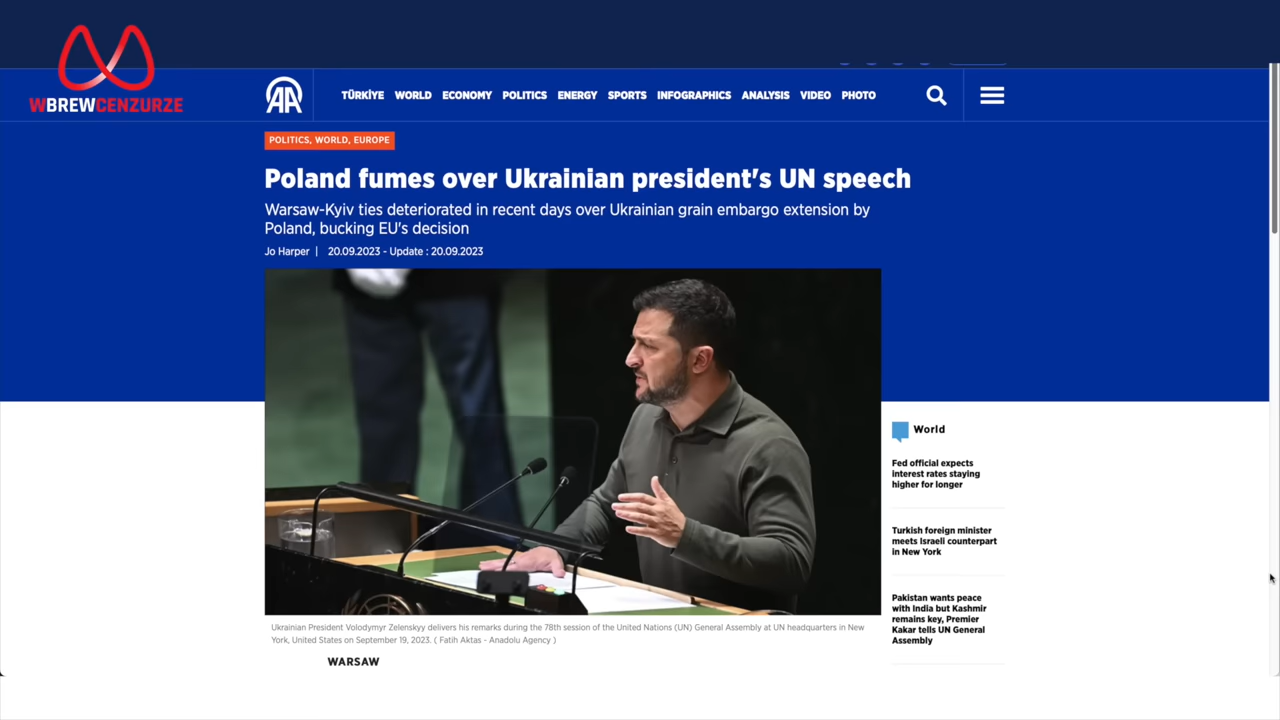 WBREWCENZURZE
AA
TÜRKİYE WORLD ECONOMY POLITICS ENERGY SPORTS INFOGRAPHICS ANALYSIS VIDEO PHOTO
POLITICS, WORLD, EUROPE
Poland fumes over Ukrainian president's UN speech
Warsaw-Kyiv ties deteriorated in recent days over Ukrainian grain embargo extension by
Poland, bucking EU's decision
Jo Harper | 20.09.2023 - Update : 20.09.2023
Ukrainian President Volodymyr Zelenskyy delivers his remarks during the 78th session of the United Nations (UN) General Assembly at UN headquarters in New
York, United States on September 19, 2023. ( Fatih Aktas - Anadolu Agency )
WARSAW
World
Fed official expects
interest rates staying
higher for longer
Turkish foreign minister
meets Israeli counterpart
in New York
Pakistan wants peace
with India but Kashmir
remains key, Premier
Kakar tells UN General
Assembly